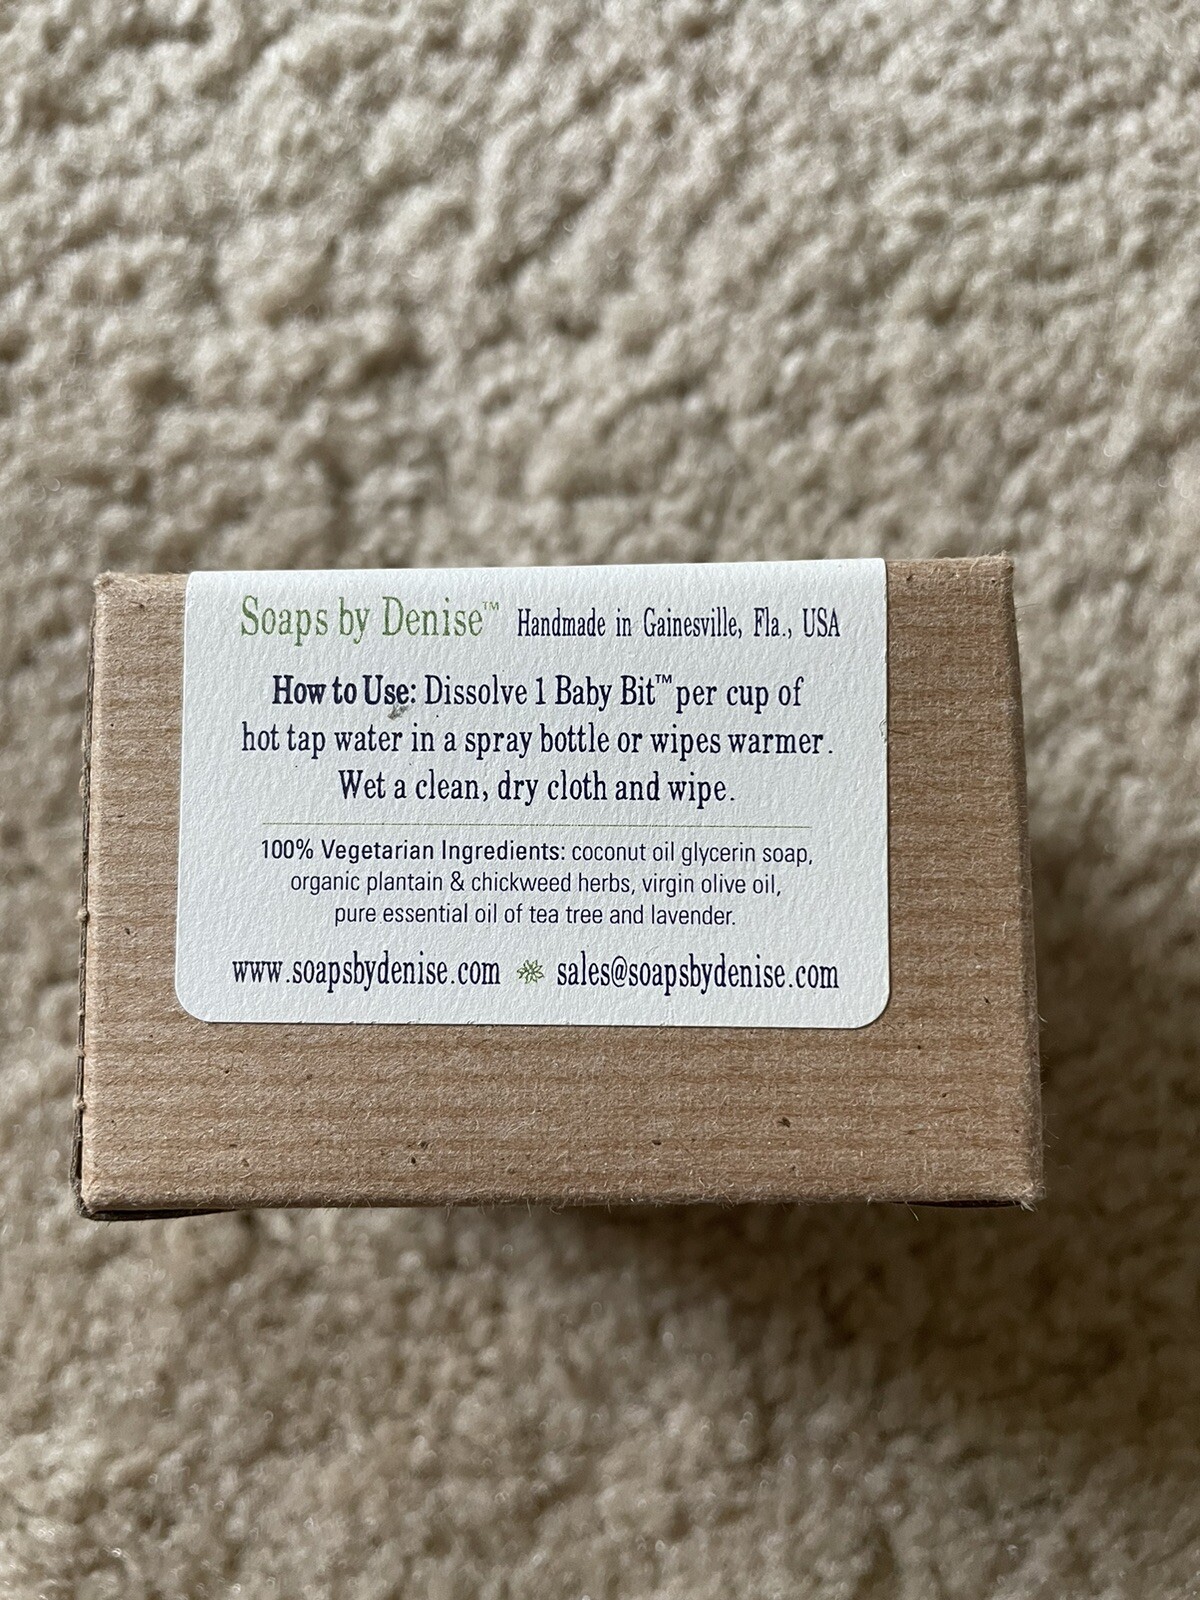 Soaps by Denise™ Handmade in Gainesville, Fla., USA
How to Use: Dissolve 1 Baby Bit™ per cup of
hot tap water in a spray bottle or wipes warmer.
Wet a clean, dry cloth and wipe.
100% Vegetarian Ingredients: coconut oil glycerin soap,
organic plantain & chickweed herbs, virgin olive oil,
pure essential oil of tea tree and lavender.
www.soapsbydenise.com sales@soapsbydenise.com